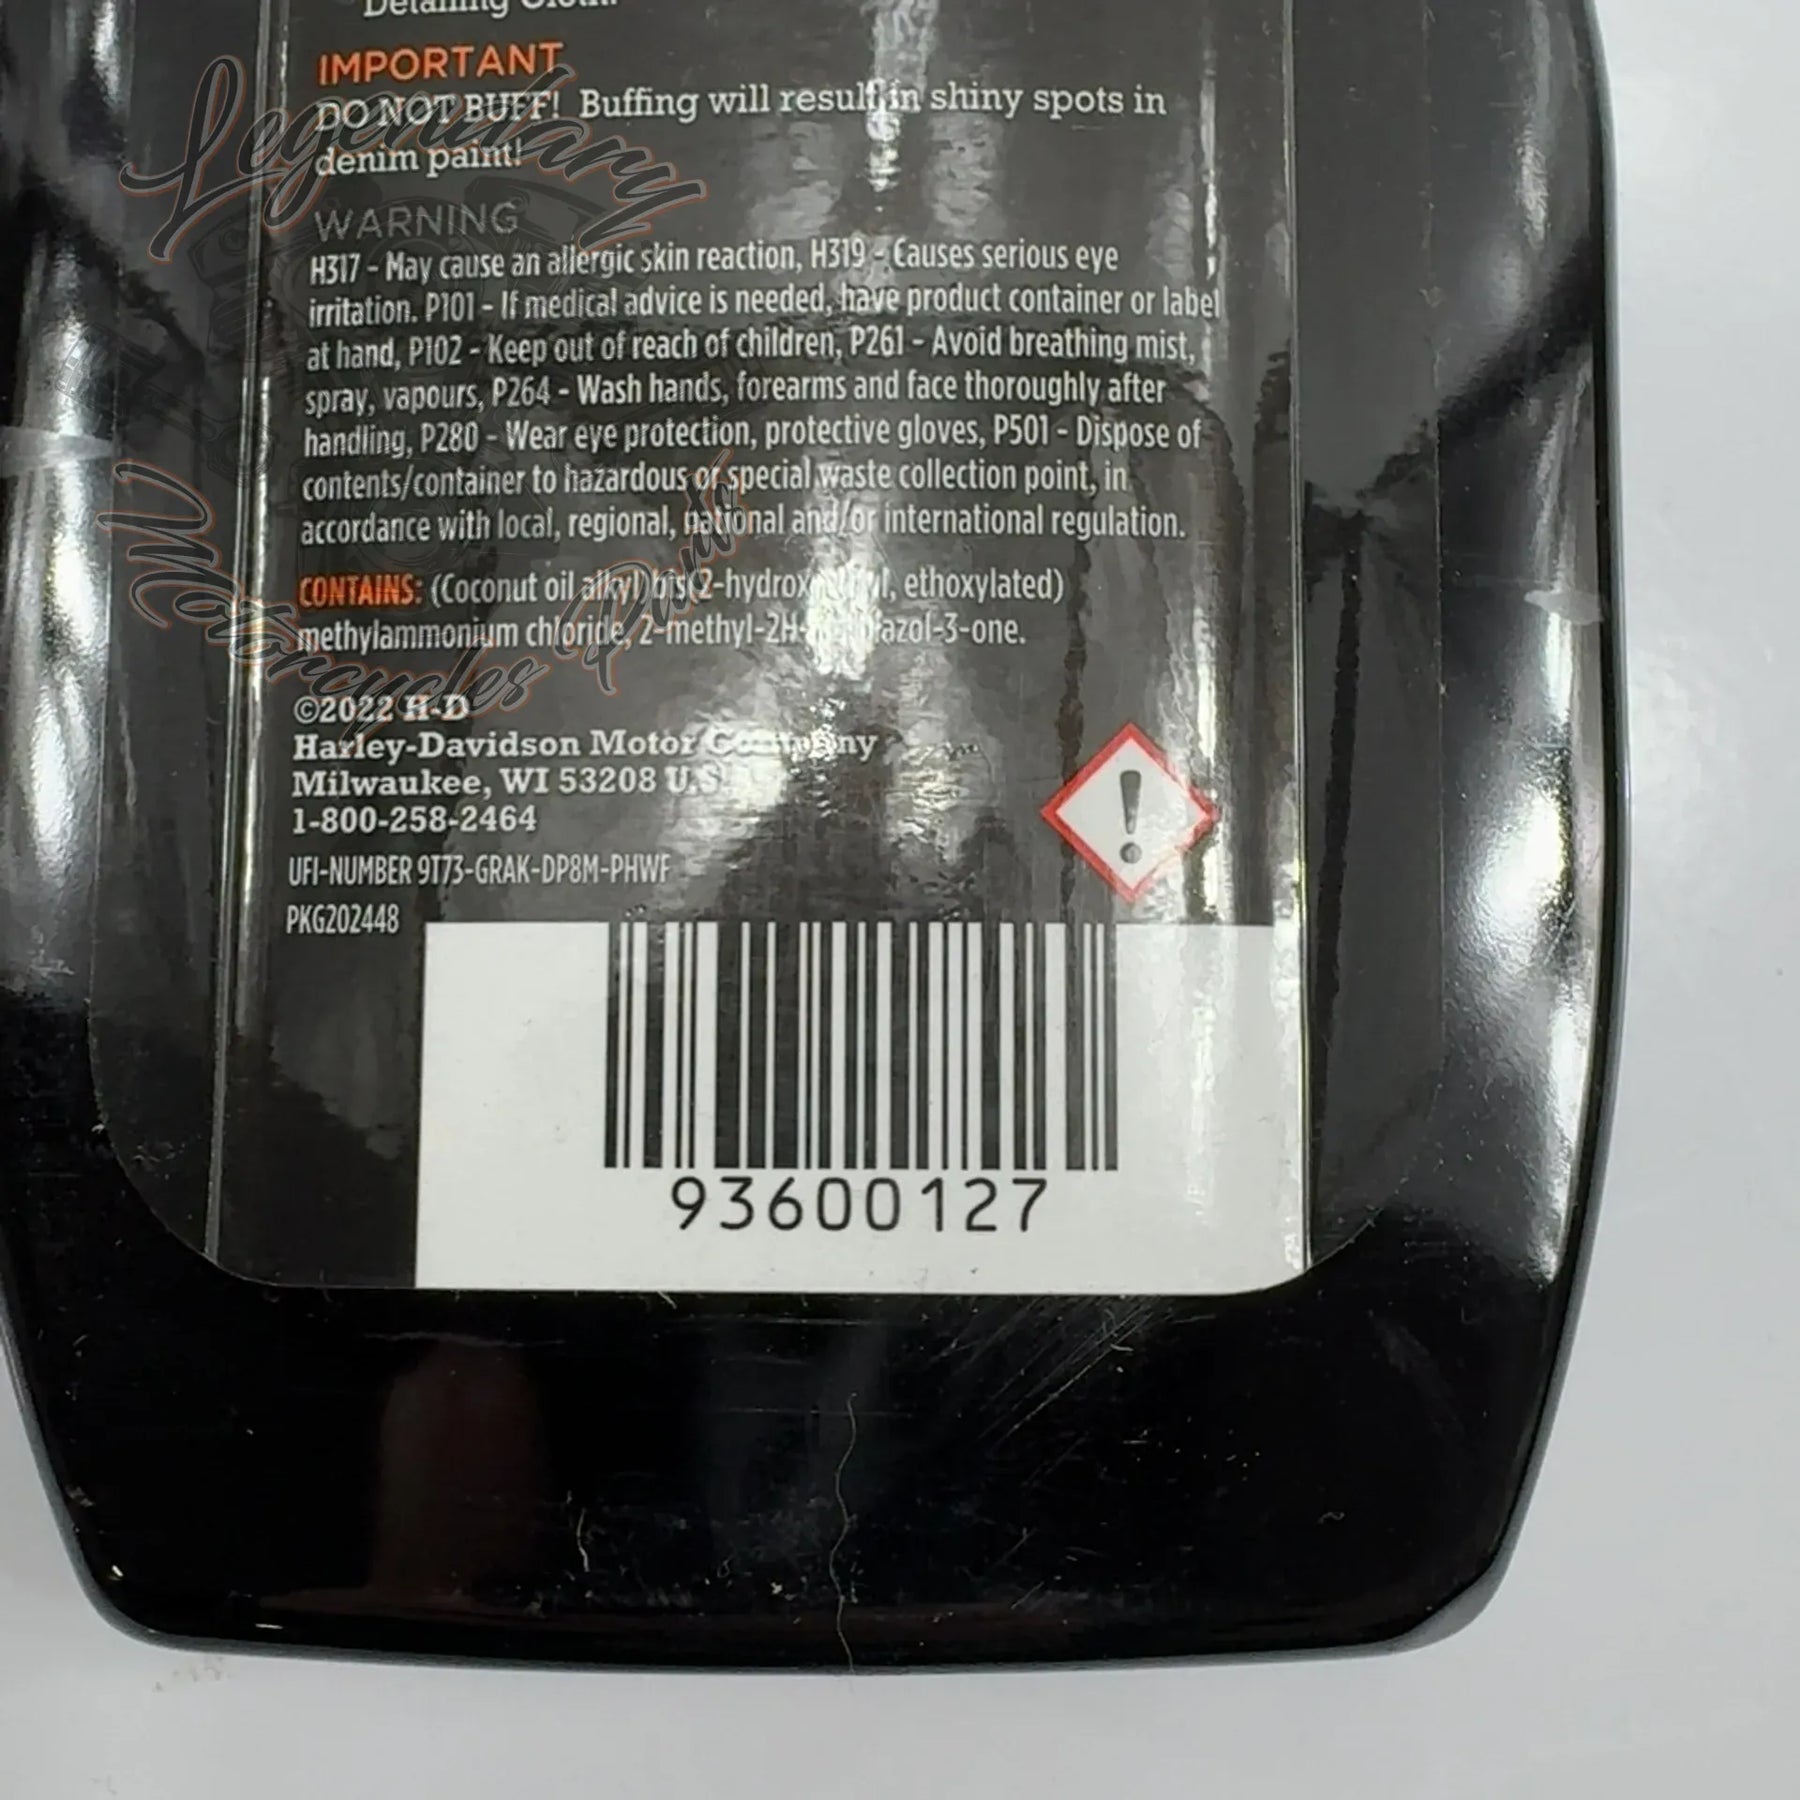 Detailing Cloth.
IMPORTANT
DO NOT BUFF! Buffing will result in shiny spots in
denim paint!
WARNING
H317 - May cause an allergic skin reaction, H319 - Causes serious eye
irritation. P101 - If medical advice is needed, have product container or label
at hand, P102 - Keep out of reach of children, P261 - Avoid breathing mist,
spray, vapours, P264 - Wash hands, forearms and face thoroughly after
handling, P280 - Wear eye protection, protective gloves, P501 - Dispose of
contents/container to hazardous or special waste collection point, in
accordance with local, regional, national and/or international regulation.
CONTAINS: (Coconut oil alkyl) ethoxylated)
methylammonium chloride,
©2022 H-D
Harley-Davidson Motor Company
Milwaukee, WI 53208
1-800-258-2464
UFI-NUMBER 9T73-GRAK-DP8M-PHWF
PKG202448
93600127
Legendary
Motorcycles Parts